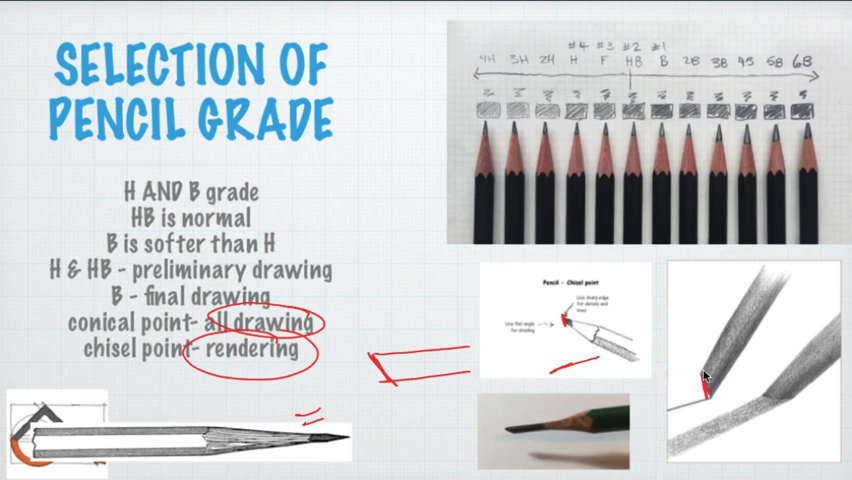 SELECTION OF
PENCIL GRADE
H AND B grade
HB is normal
B is softer than H
H & HB - preliminary drawing
B - final drawing
conical point- all drawing
chisel point- rendering
#4 #3 #2 #1
4H 3H 2H H F HB B 2B 3B 4B 5B 6B
Pencil - Chisel point
Use sharp edge
for details and
lines
Use flat angle
for shading